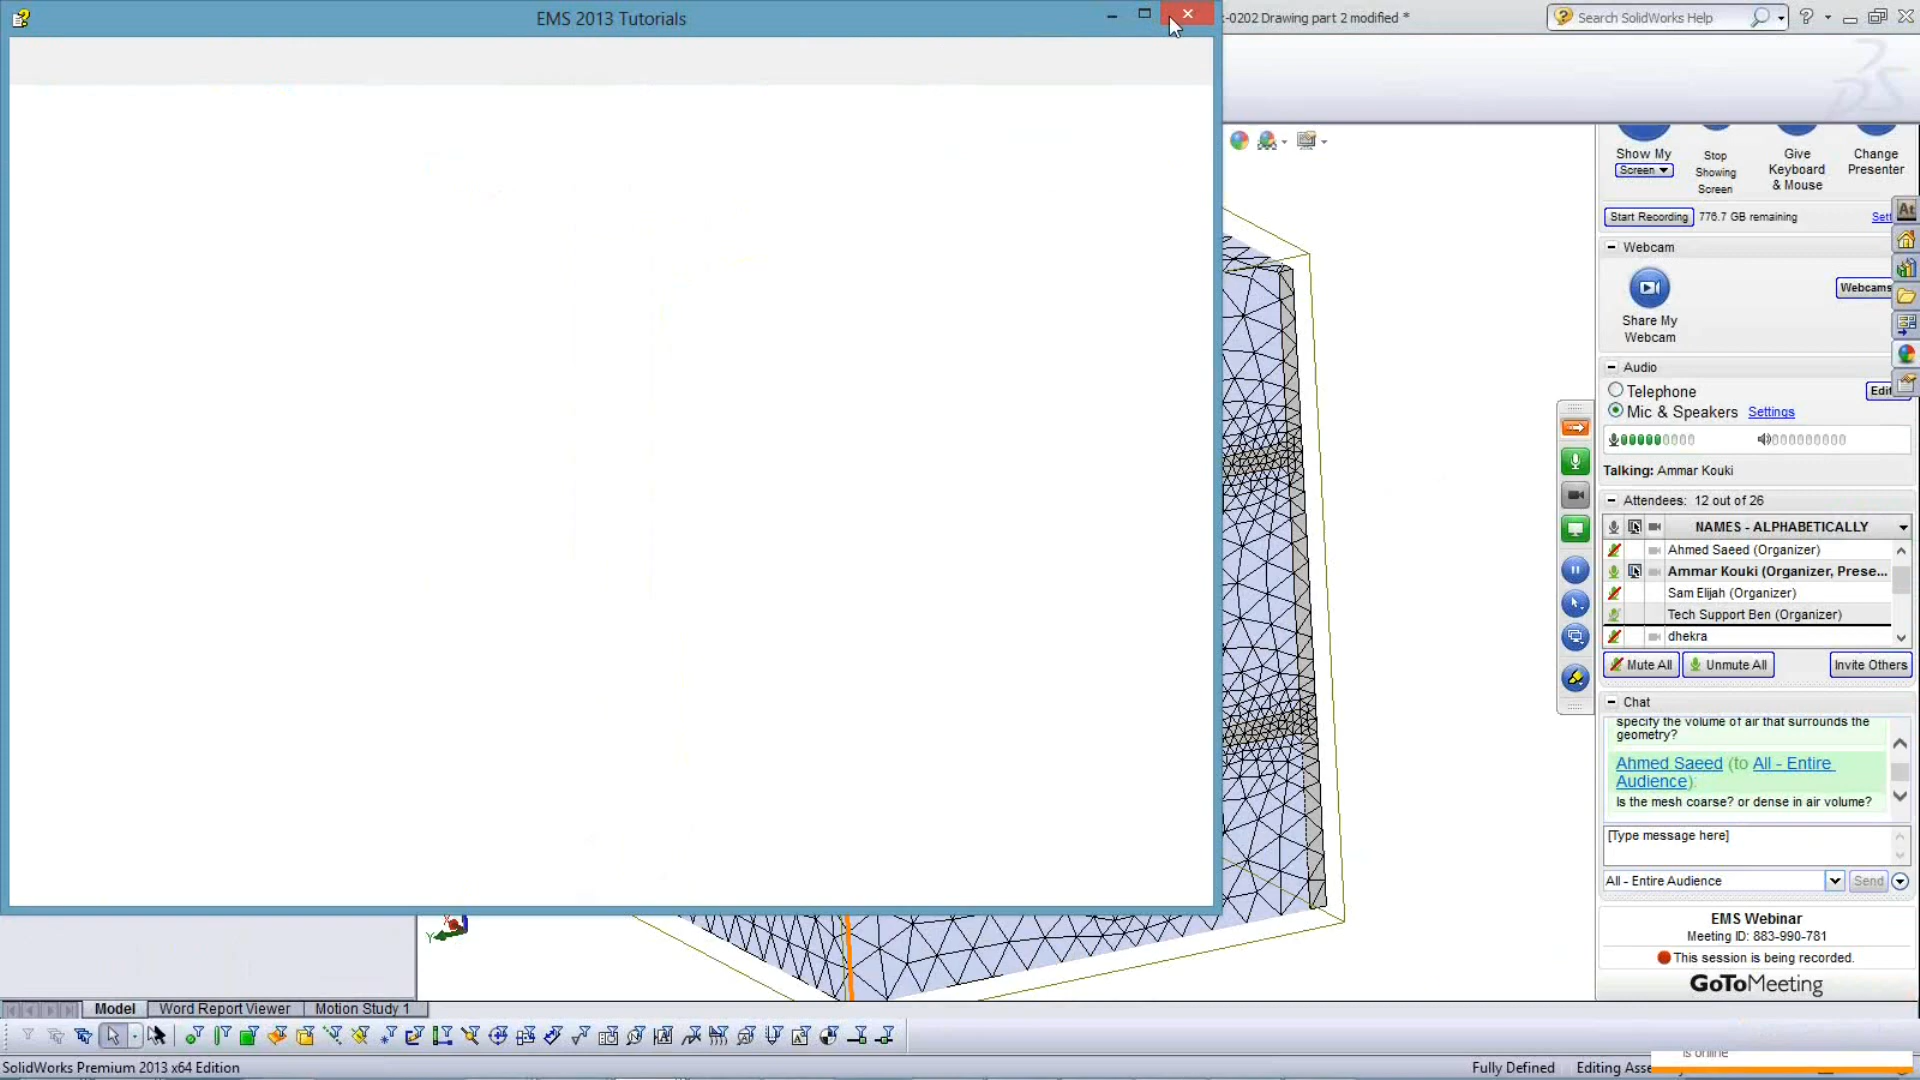 EMS 2013 Tutorials
-0202 Drawing part 2 modified *
Search SolidWorks Help
Show My
Screen
Stop
Showing
Screen
Give
Keyboard
& Mouse
Change
Presenter
Start Recording
776.7 GB remaining
Webcam
Share My
Webcam
Webcams
Audio
Telephone
Mic & Speakers
Settings
Talking: Ammar Kouki
Attendees: 12 out of 26
NAMES - ALPHABETICALLY
Ahmed Saeed (Organizer)
Ammar Kouki (Organizer, Prese...
Sam Elijah (Organizer)
Tech Support Ben (Organizer)
dhekra
Mute All
Unmute All
Invite Others
Chat
specify the volume of air that surrounds the
geometry?
Ahmed Saeed (to All - Entire
Audience):
Is the mesh coarse? or dense in air volume?
[Type message here]
All - Entire Audience
Send
EMS Webinar
Meeting ID: 883-990-781
This session is being recorded.
GoToMeeting
Model
Word Report Viewer
Motion Study 1
SolidWorks Premium 2013 x64 Edition
Fully Defined
Editing Asse
is online